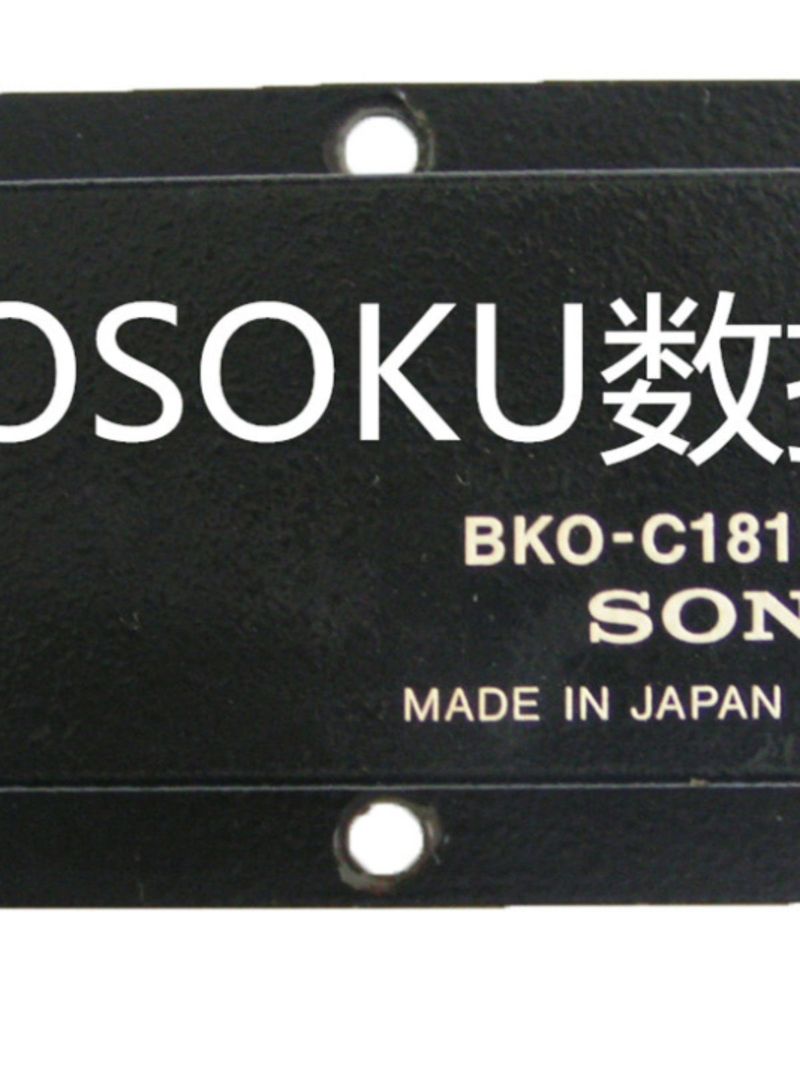 OSOKU数
BKO-C181
SON
MADE IN JAPAN